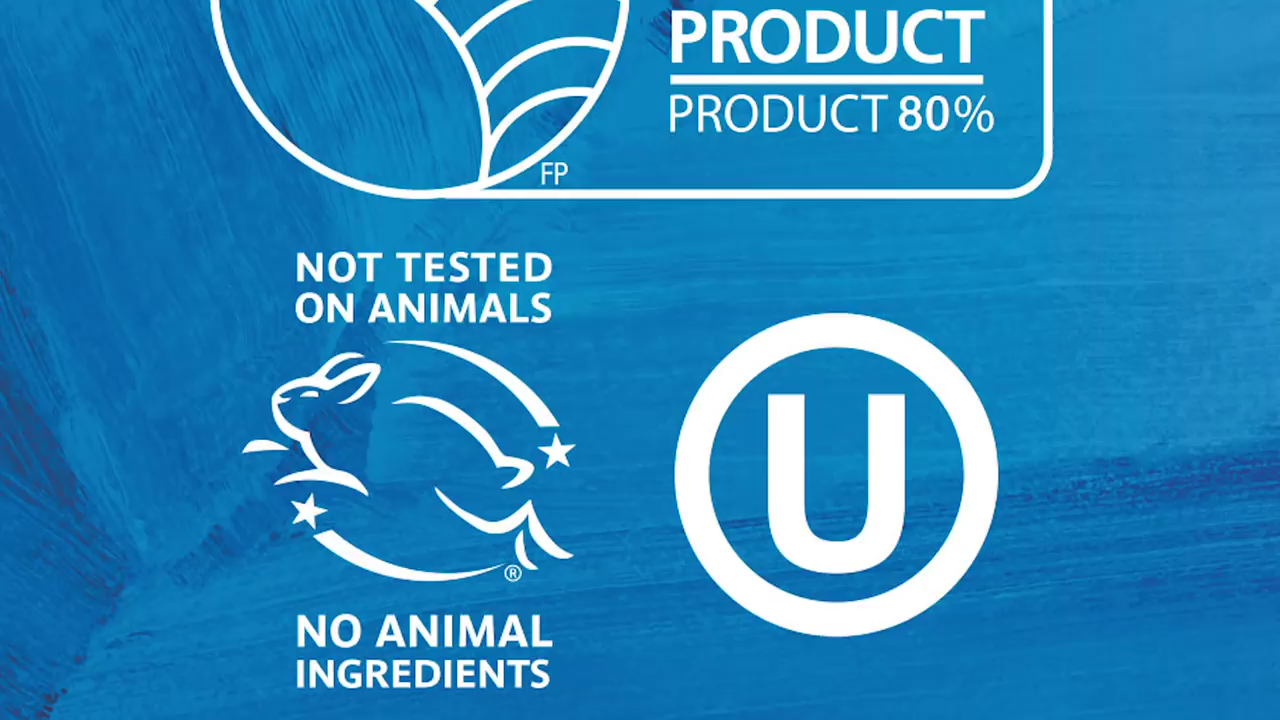 PRODUCT
PRODUCT 80%
FP
NOT TESTED
ON ANIMALS
®
NO ANIMAL
INGREDIENTS
U